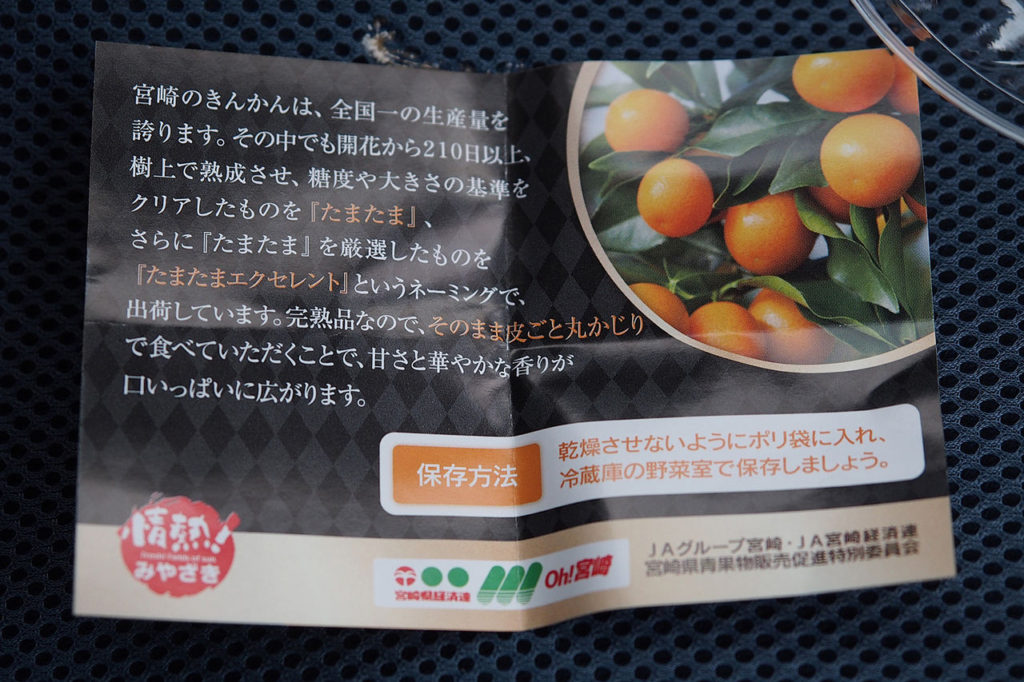 宮崎のきんかんは、全国一の生産量を
誇ります。その中でも開花から210日以上、
樹上で熟成させ、糖度や大きさの基準を
クリアしたものを『たまたま』、
さらに『たまたま』を厳選したものを
『たまたまエクセレント』というネーミングで、
出荷しています。完熟品なので、そのまま皮ごと丸かじり
で食べていただくことで、甘さと華やかな香りが
口いっぱいに広がります。
保存方法
乾燥させないようにポリ袋に入れ、
冷蔵庫の野菜室で保存しましょう。
情熱!
みやざき
宮崎県経済連
Oh!宮崎
JAグループ宮崎・JA宮崎経済連
宮崎県青果物販売促進特別委員会